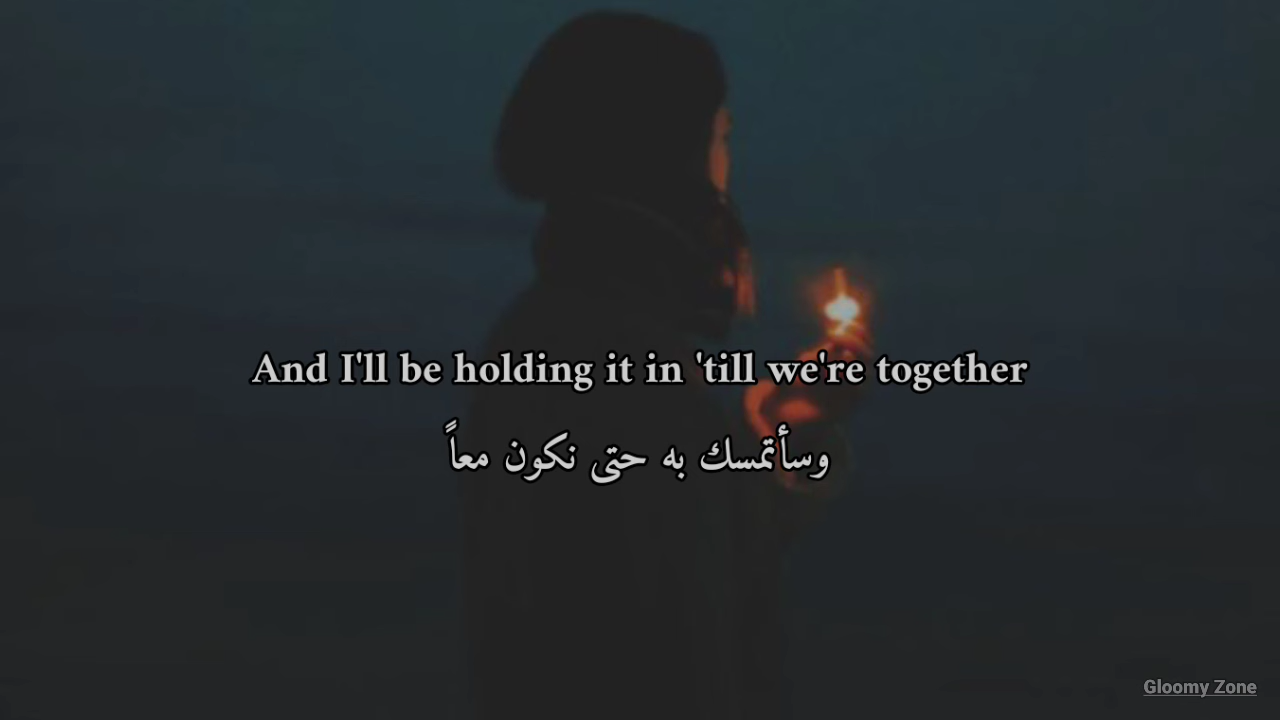 And I'll be holding it in 'till we're together
وسأتمسك به حتى نكون معاً
Gloomy Zone